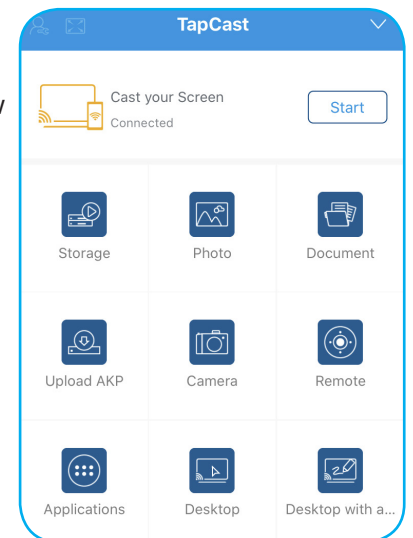 TapCast
Cast your Screen
Connected
Start
Storage
Photo
Document
Upload AKP
Camera
Remote
Applications
Desktop
Desktop with a...